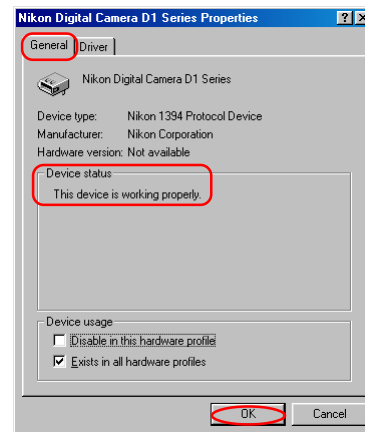 Nikon Digital Camera D1 Series Properties
General Driver
Nikon Digital Camera D1 Series
Device type: Nikon 1394 Protocol Device
Manufacturer: Nikon Corporation
Hardware version: Not available
Device status
This device is working properly.
Device usage
Disable in this hardware profile
Exists in all hardware profiles
OK Cancel